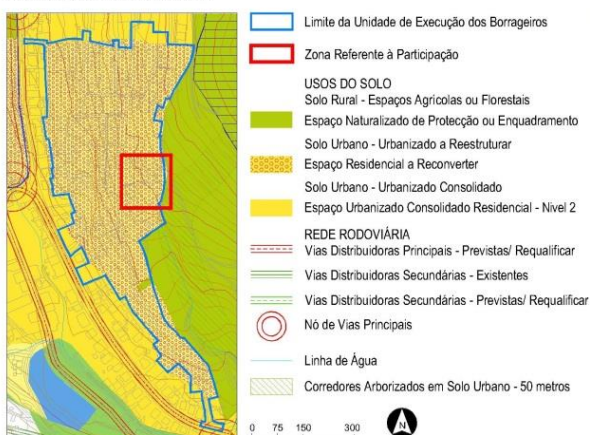 Limite da Unidade de Execução dos Borrageiros
Zona Referente à Participação
USOS DO SOLO
Solo Rural - Espaços Agrícolas ou Florestais
Espaço Naturalizado de Protecção ou Enquadramento
Solo Urbano - Urbanizado a Reestruturar
Espaço Residencial a Reconverter
Solo Urbano - Urbanizado Consolidado
Espaço Urbanizado Consolidado Residencial - Nivel 2
REDE RODOVIÁRIA
Vias Distribuidoras Principais - Previstas/ Requalificar
Vias Distribuidoras Secundárias - Existentes
Vias Distribuidoras Secundárias - Previstas/ Requalificar
Nó de Vias Principais
Linha de Água
Corredores Arborizados em Solo Urbano - 50 metros
0 75 150 300
N